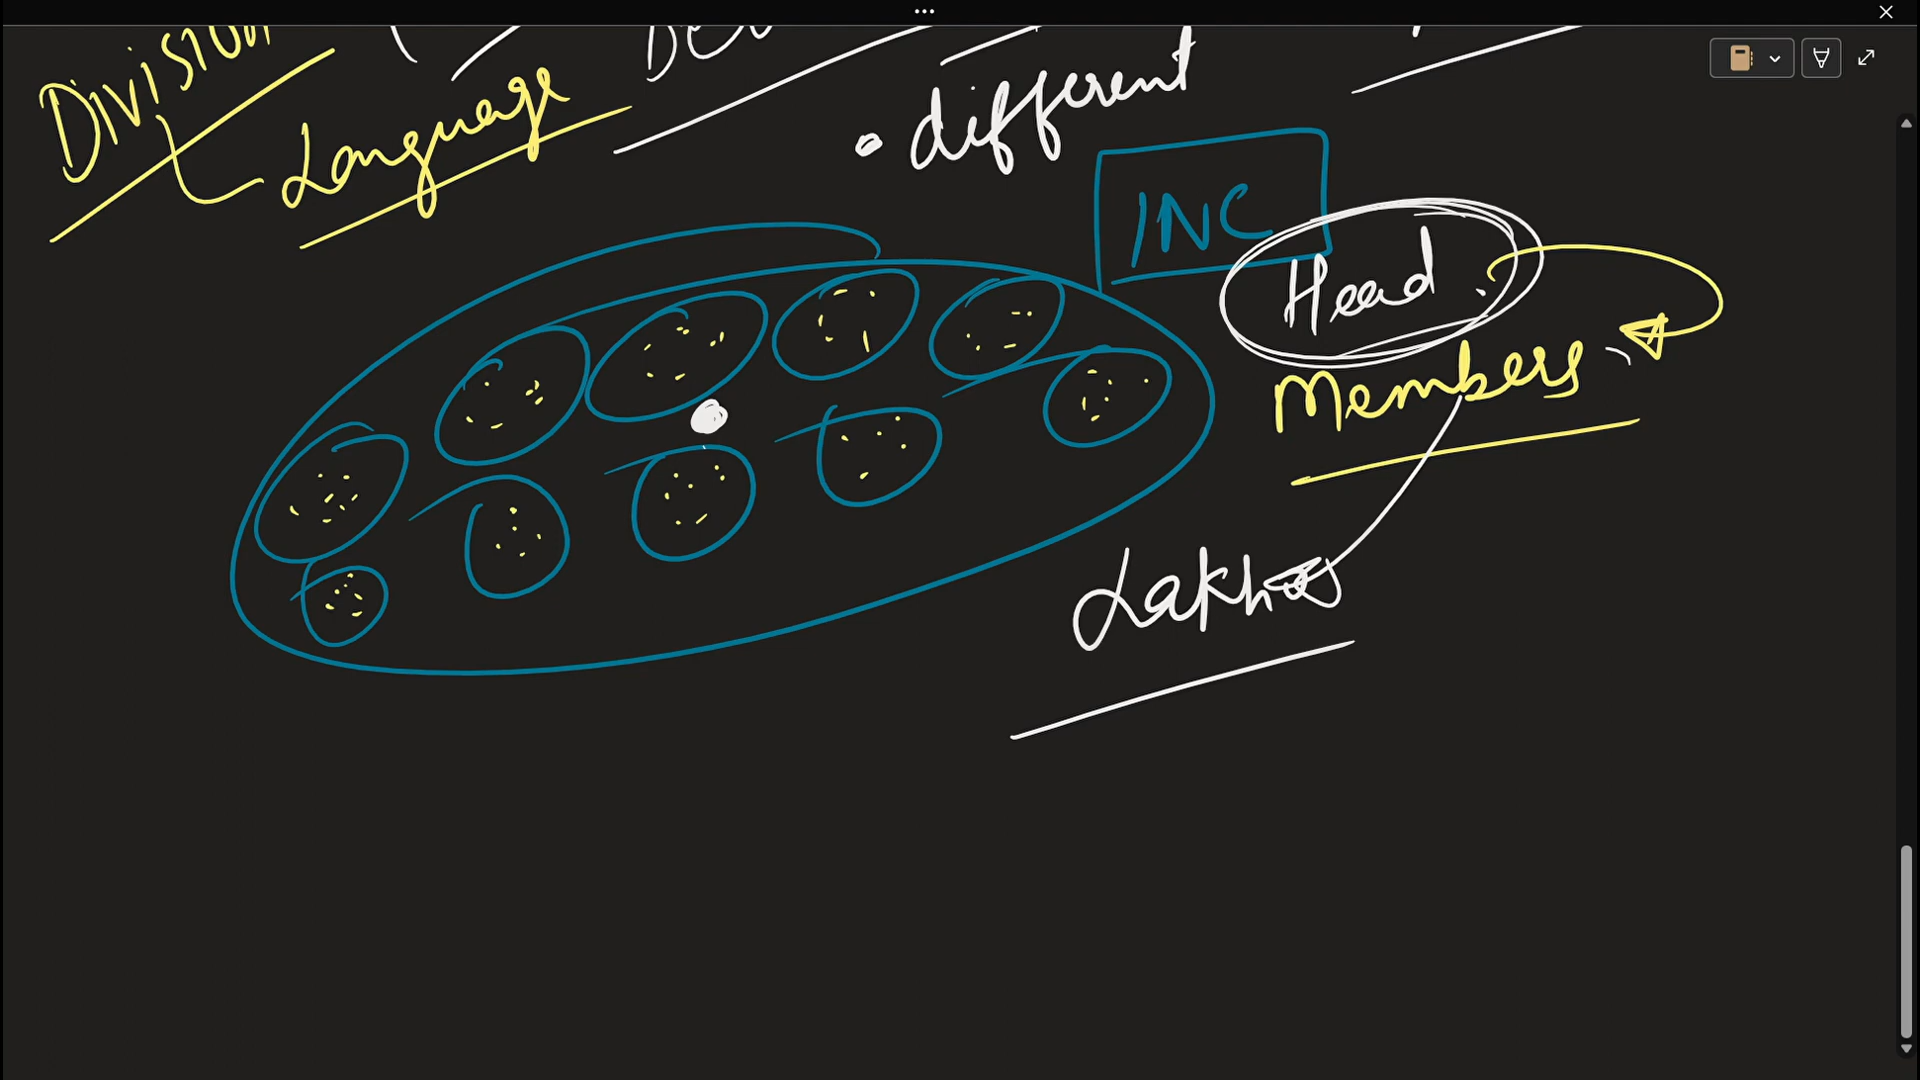 Division
Language
• different
INC
Head
Members
Lakhs